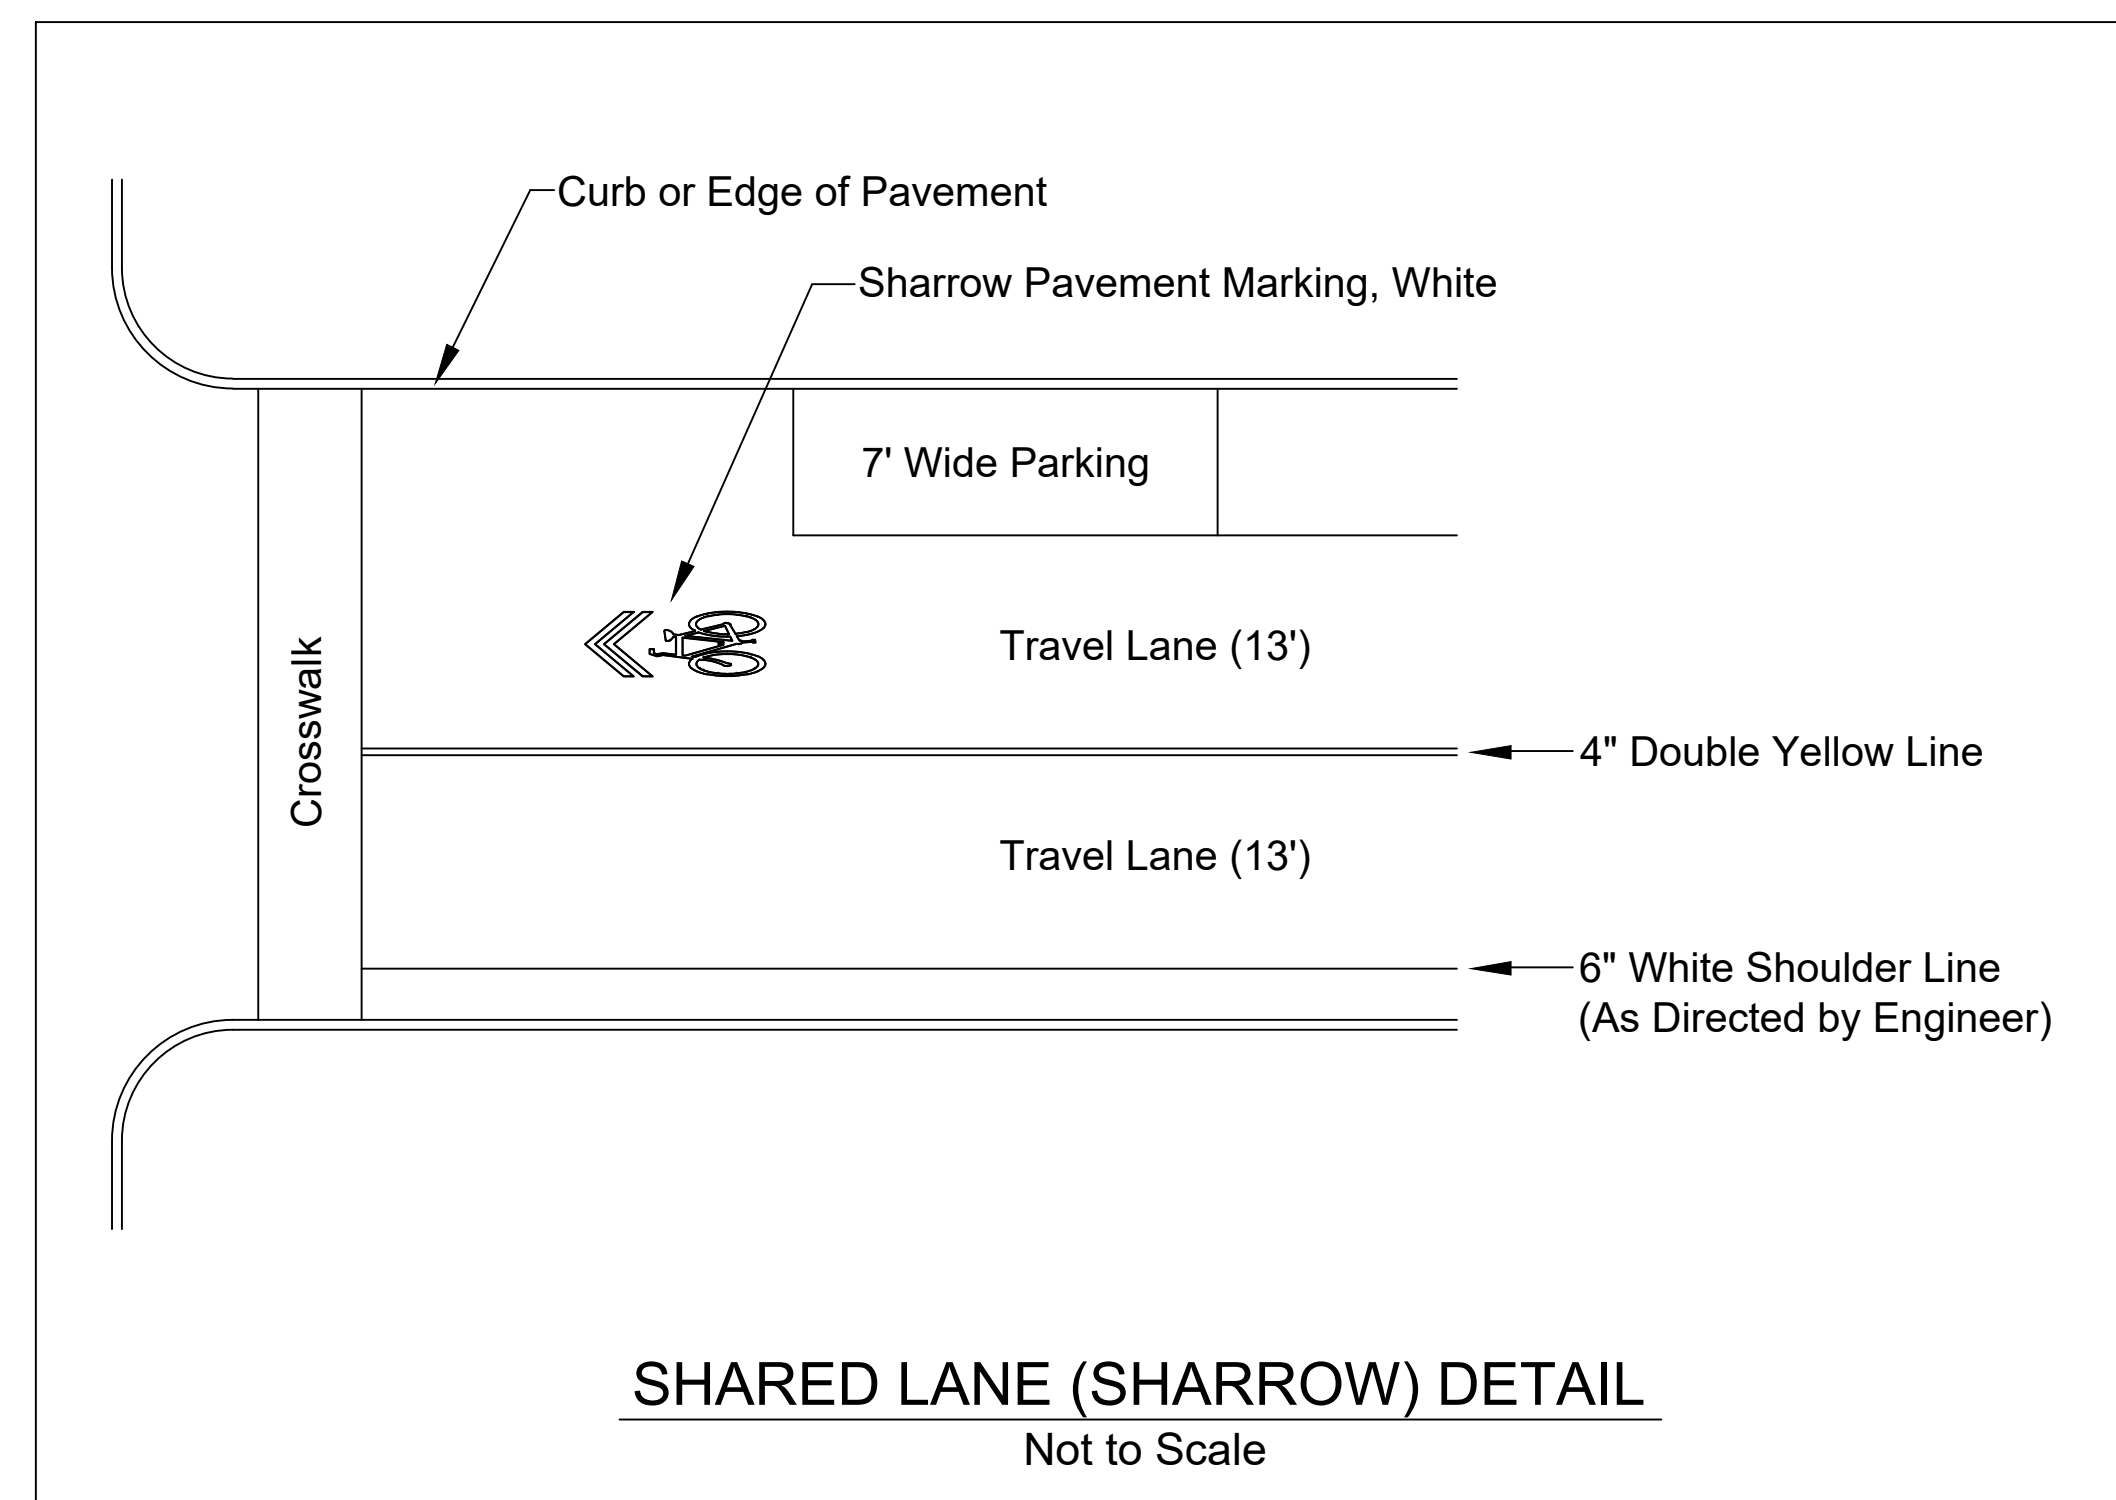 Curb or Edge of Pavement
Sharrow Pavement Marking, White
7' Wide Parking
Travel Lane (13')
Crosswalk
4" Double Yellow Line
Travel Lane (13')
6" White Shoulder Line
(As Directed by Engineer)
SHARED LANE (SHARROW) DETAIL
Not to Scale